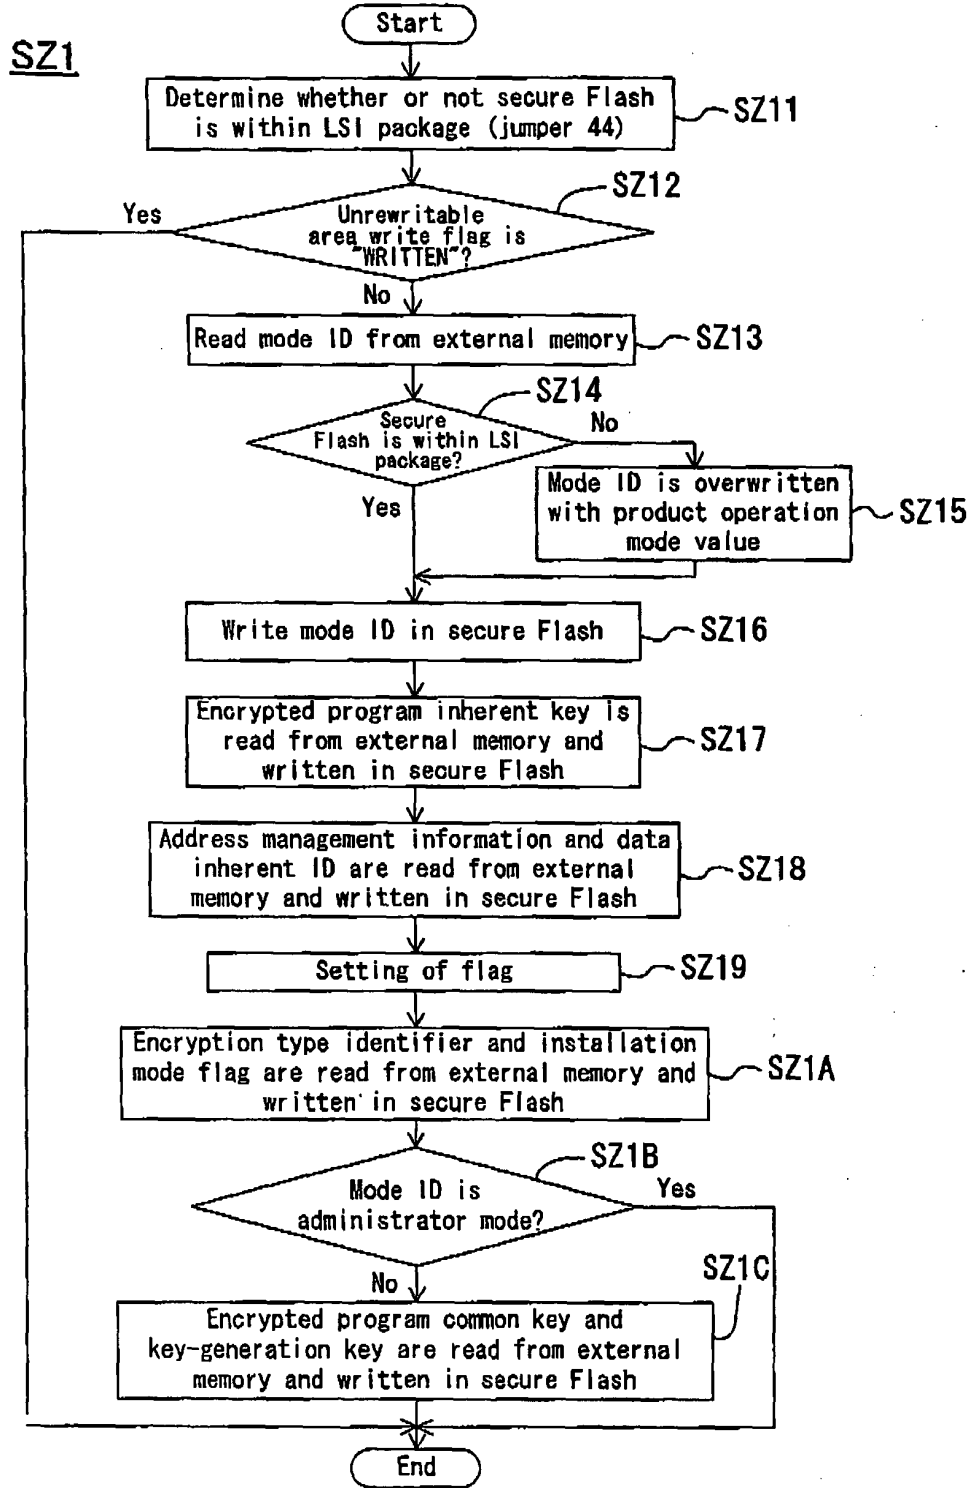 Start
SZ1
Determine whether or not secure Flash
is within LSI package (jumper 44)
SZ11
SZ12
Yes
Unrewritable
area write flag is
"WRITTEN"?
No
Read mode ID from external memory
SZ13
SZ14
Secure
Flash is within LSI
package?
No
Yes
Mode ID is overwritten
with product operation
mode value
SZ15
Write mode ID in secure Flash
SZ16
Encrypted program inherent key is
read from external memory and
written in secure Flash
SZ17
Address management information and data
inherent ID are read from external
memory and written in secure Flash
SZ18
Setting of flag
SZ19
Encryption type identifier and installation
mode flag are read from external memory and
written in secure Flash
SZ1A
SZ1B
Mode ID is
administrator mode?
Yes
No
SZ1C
Encrypted program common key and
key-generation key are read from external
memory and written in secure Flash
End